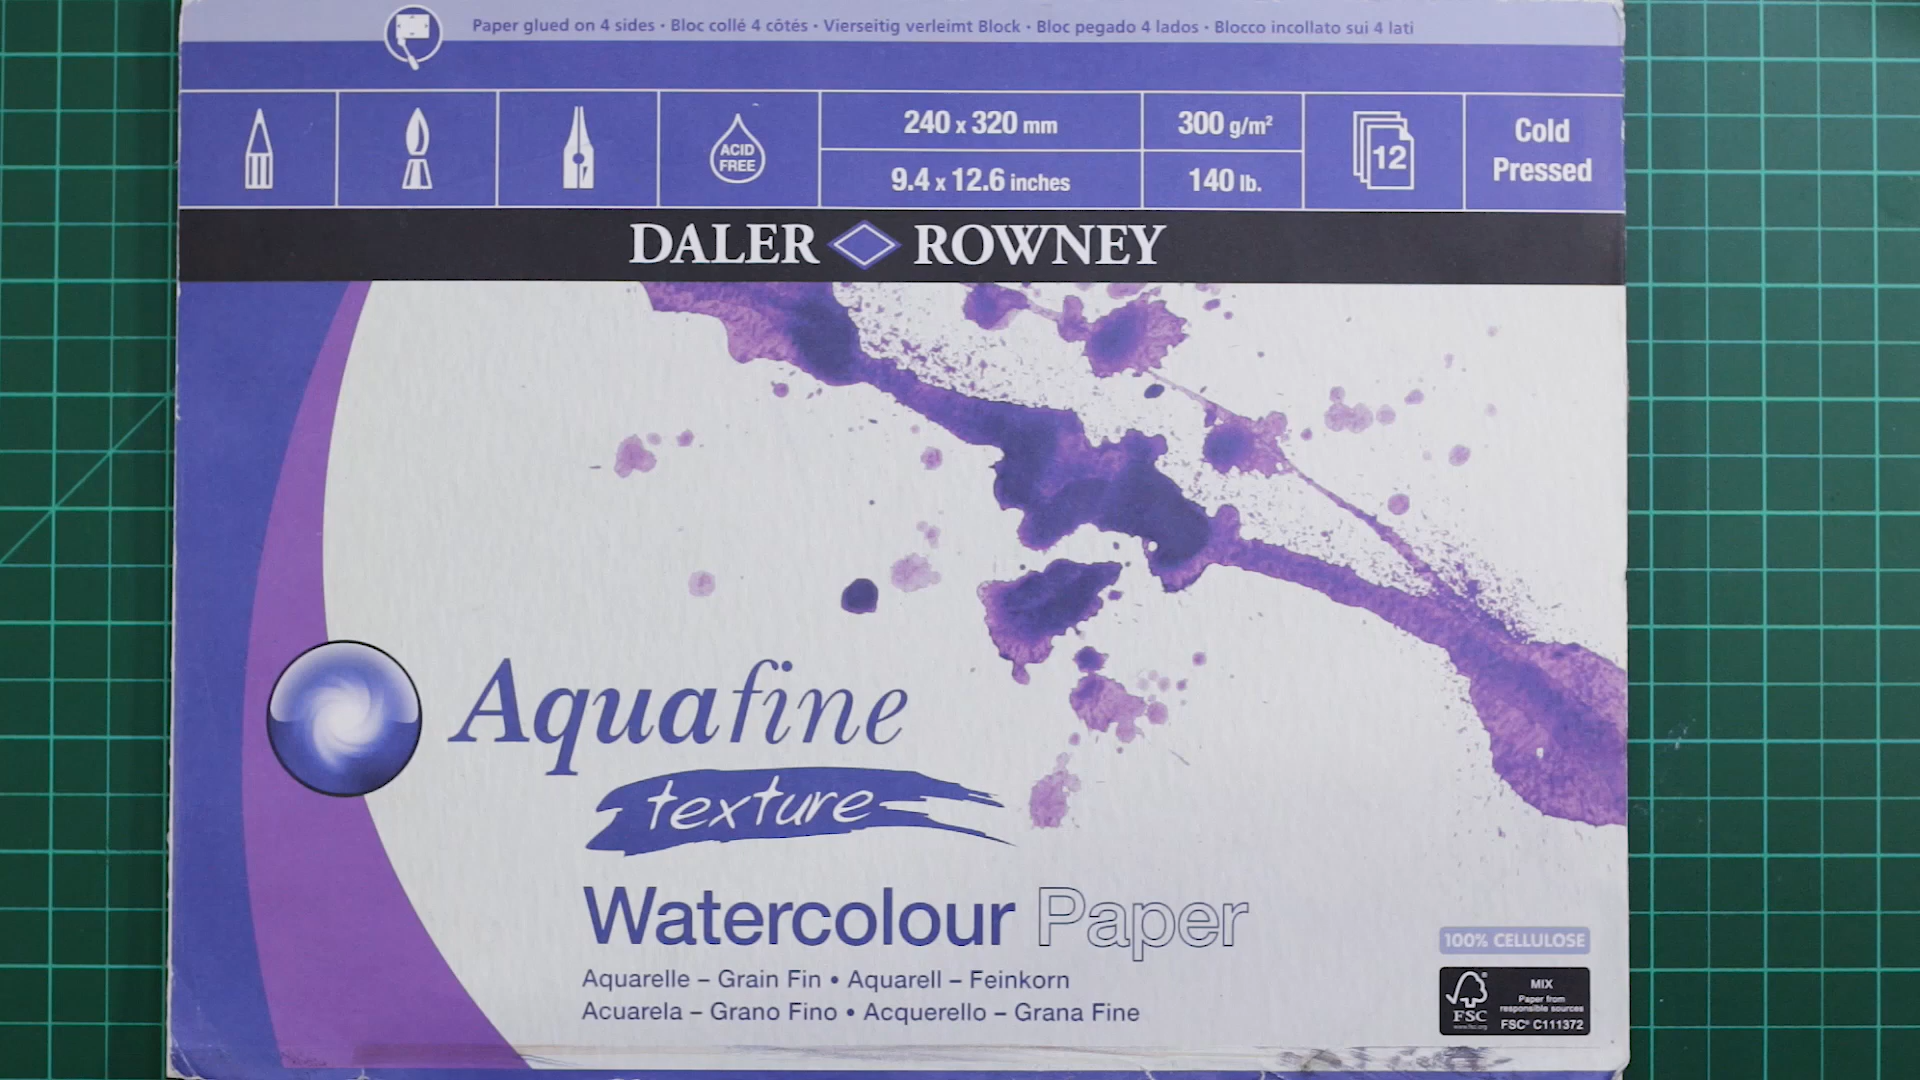 Paper glued on 4 sides • Bloc collé 4 côtés • Vierseitig verleimt Block • Bloc pegado 4 lados • Blocco incollato sui 4 lati
ACID
FREE
240 x 320 mm
9.4 x 12.6 inches
300 g/m²
140 lb.
12
Cold
Pressed
DALER ROWNEY
Aquafine
texture
Watercolour Paper
Aquarelle – Grain Fin • Aquarell – Feinkorn
Acuarela – Grano Fino • Acquerello – Grana Fine
100% CELLULOSE
FSC®
www.fsc.org
MIX
Paper from
responsible sources
FSC® C111372